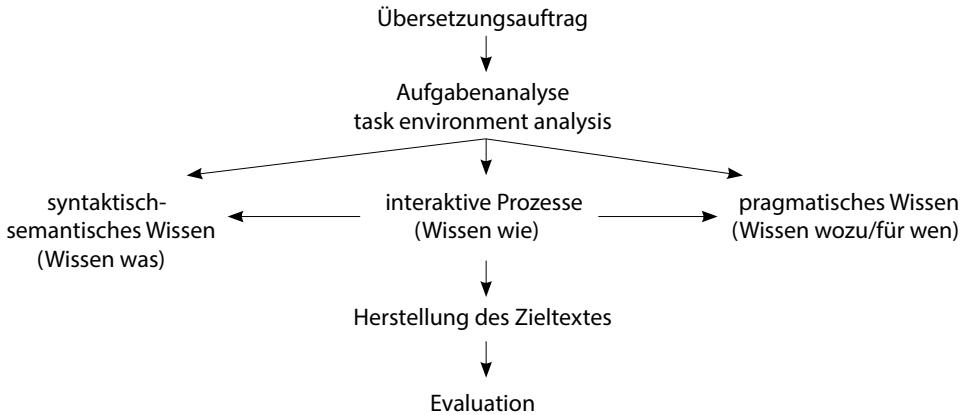 Übersetzungsauftrag
Aufgabenanalyse
task environment analysis
syntaktisch-
semantisches Wissen
(Wissen was)
interaktive Prozesse
(Wissen wie)
pragmatisches Wissen
(Wissen wozu/für wen)
Herstellung des Zieltextes
Evaluation